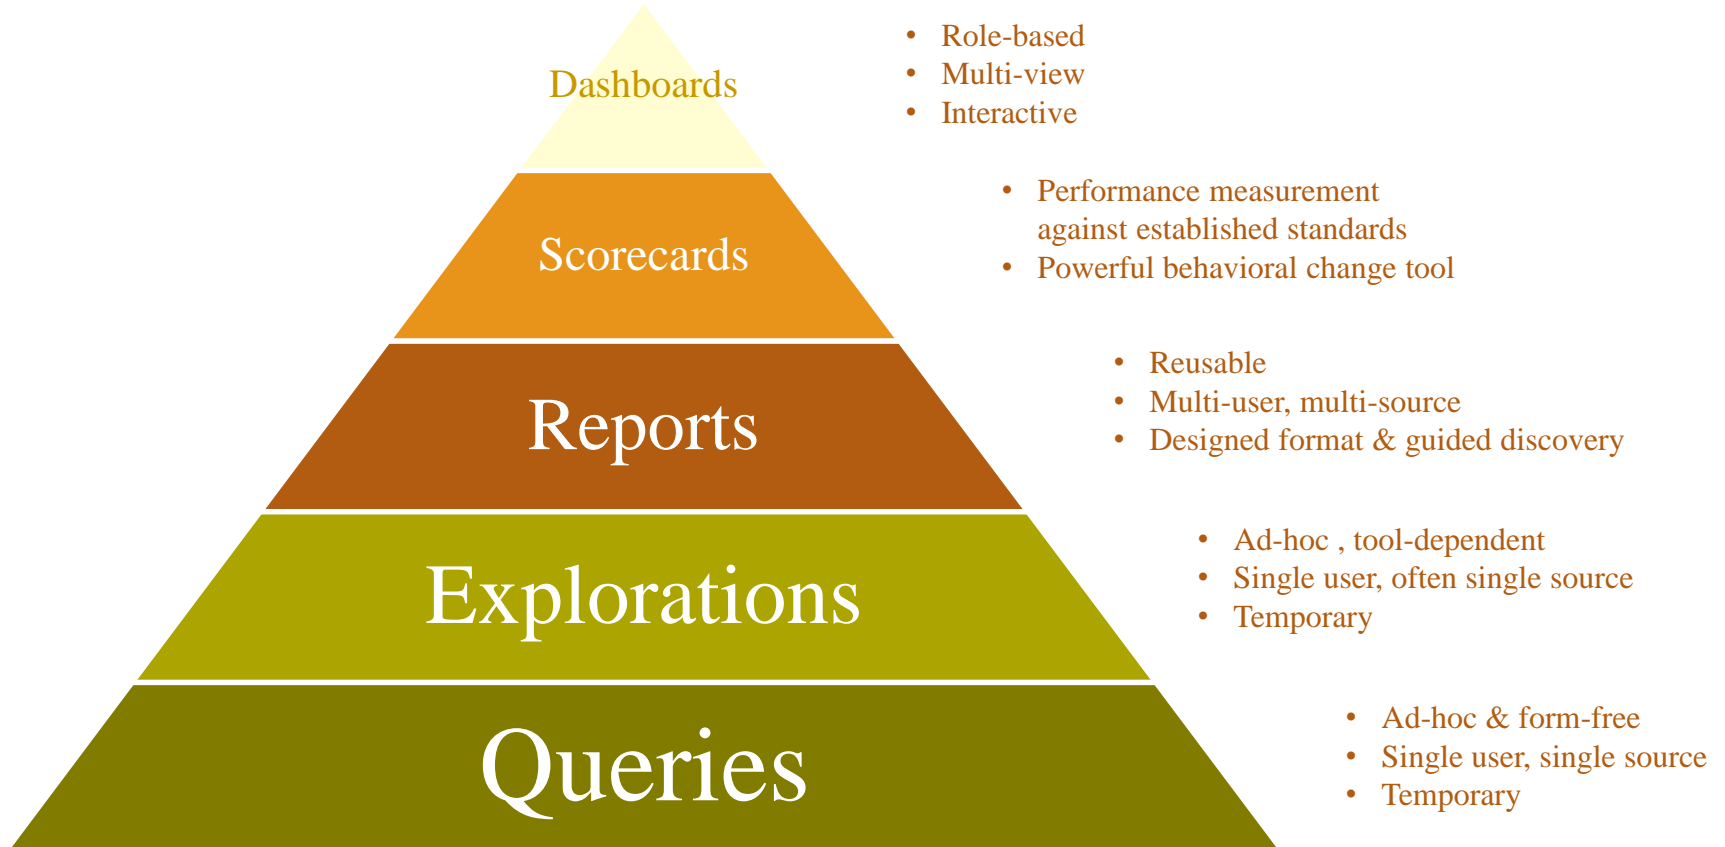 Dashboards
• Role-based
• Multi-view
• Interactive
Scorecards
• Performance measurement
against established standards
• Powerful behavioral change tool
Reports
• Reusable
• Multi-user, multi-source
• Designed format & guided discovery
Explorations
• Ad-hoc , tool-dependent
• Single user, often single source
• Temporary
Queries
• Ad-hoc & form-free
• Single user, single source
• Temporary